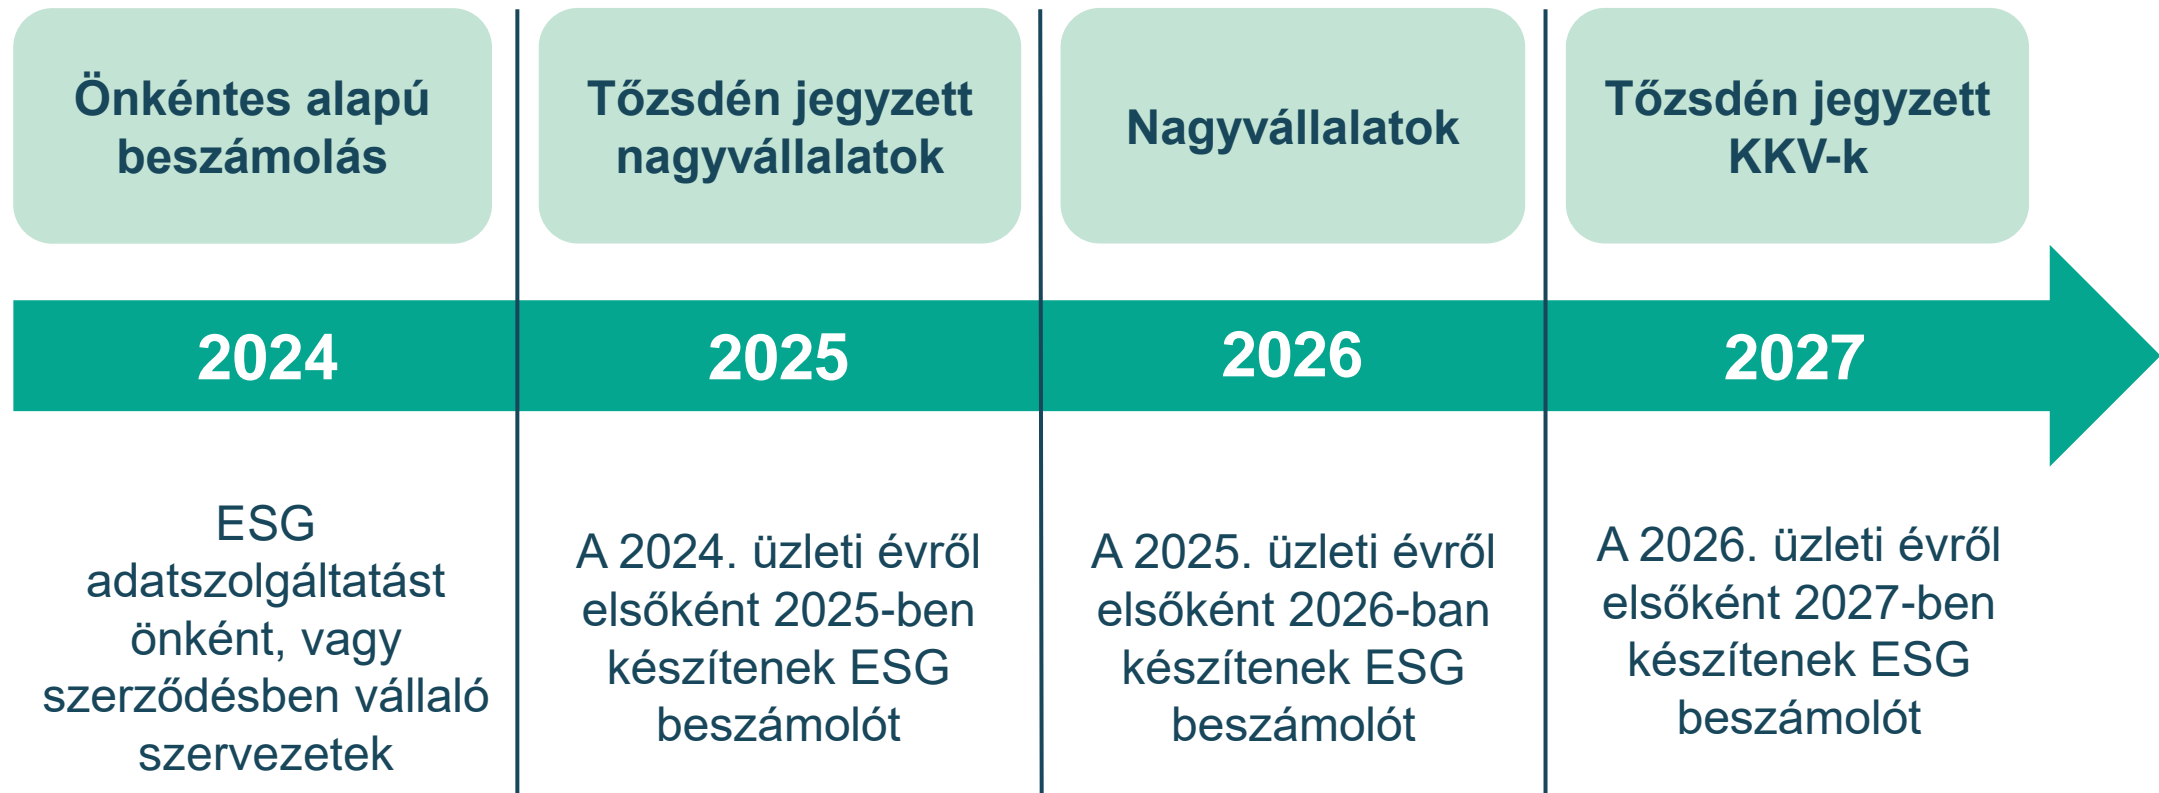 Önkéntes alapú
beszámolás
Tőzsdén jegyzett
nagyvállalatok
Nagyvállalatok
Tőzsdén jegyzett
KKV-k
2024
2025
2026
2027
ESG
adatszolgáltatást
önként, vagy
szerződésben vállaló
szervezetek
A 2024. üzleti évről
elsőként 2025-ben
készítenek ESG
beszámolót
A 2025. üzleti évről
elsőként 2026-ban
készítenek ESG
beszámolót
A 2026. üzleti évről
elsőként 2027-ben
készítenek ESG
beszámolót